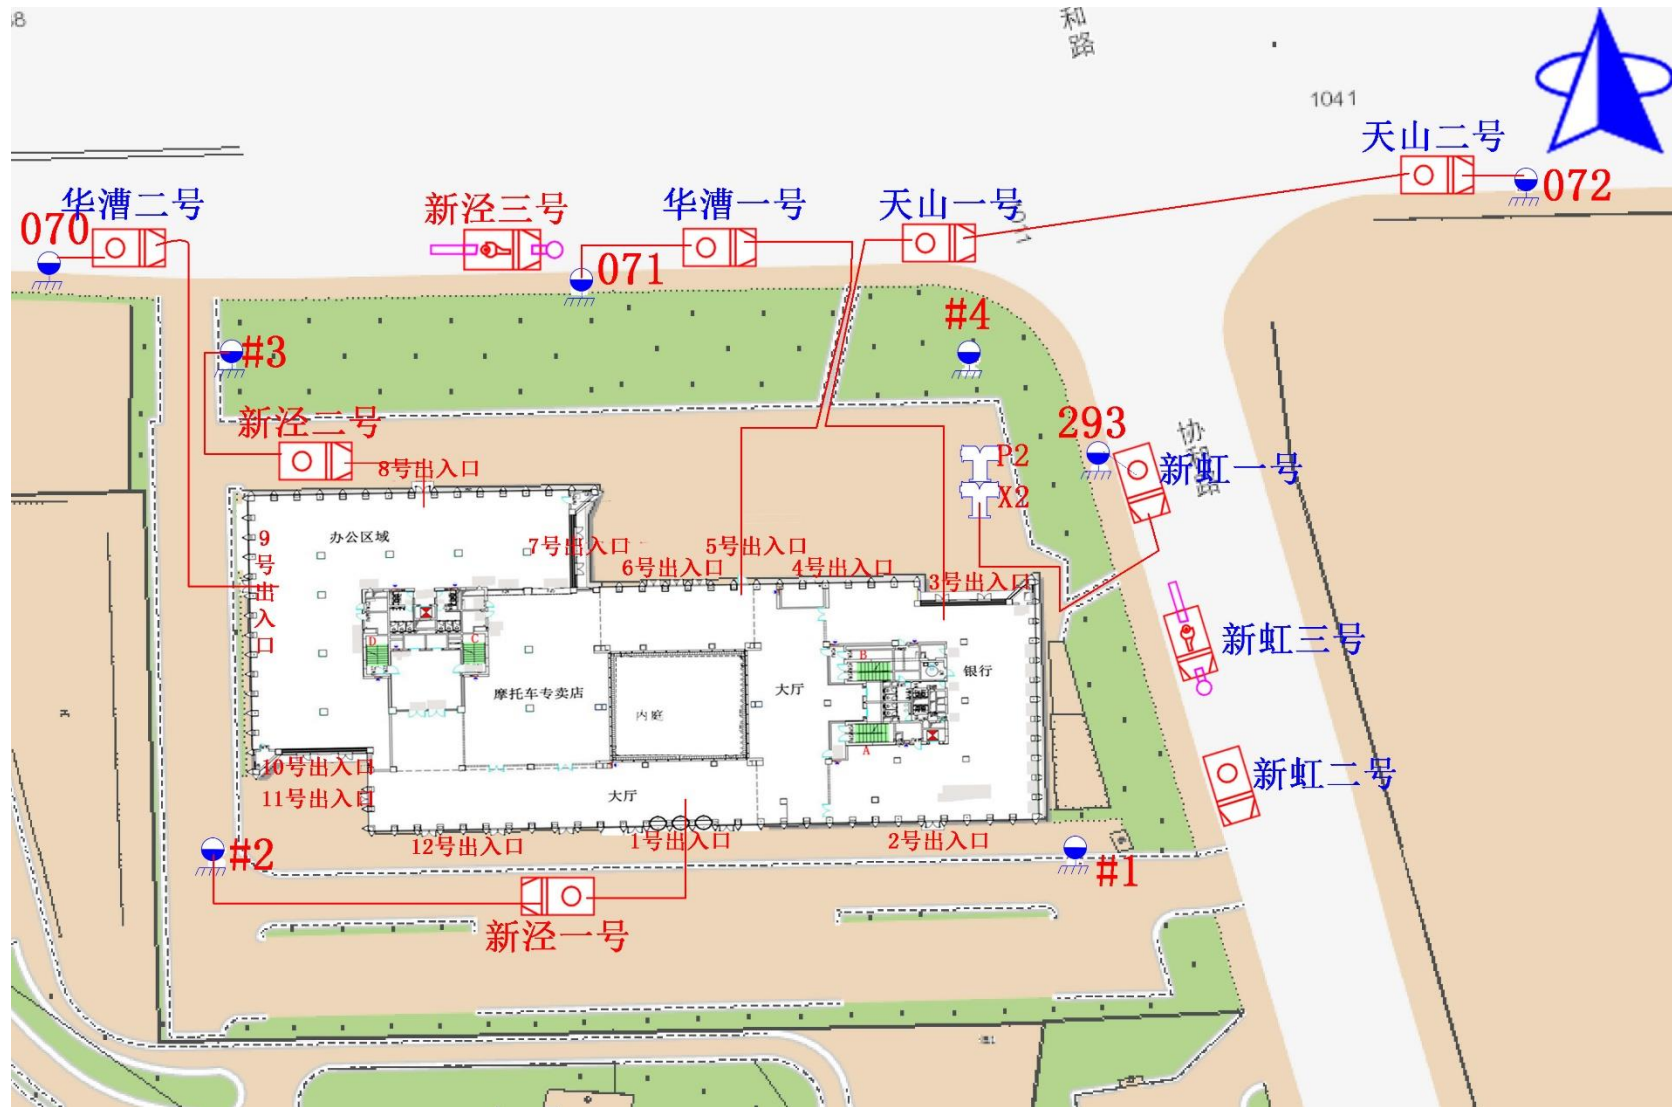 和路
1041
天山二号
072
华漕二号
070
新泾三号
华漕一号
天山一号
071
#4
#3
293
新泾二号
P2
X2
协和路
新虹一号
8号出入口
办公区域
9号出入口
7号出入口
5号出入口
6号出入口
4号出入口
3号出入口
D
C
B
A
摩托车专卖店
内庭
大厅
银行
新虹三号
10号出入口
11号出入口
大厅
新虹二号
12号出入口
1号出入口
2号出入口
#2
#1
新泾一号